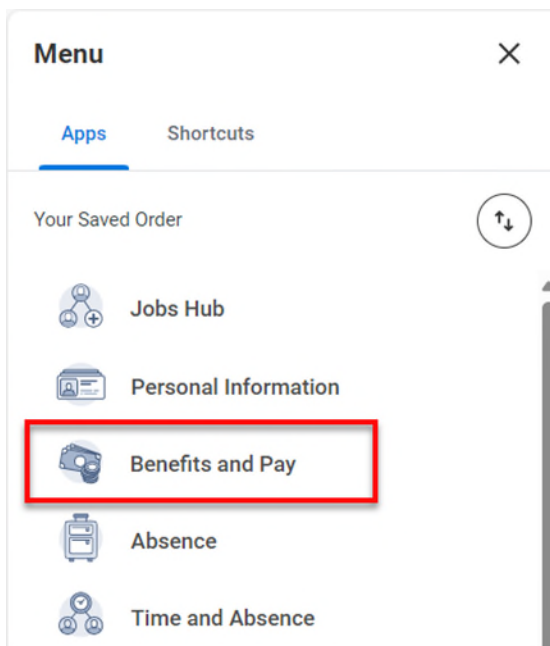 Menu
Apps
Shortcuts
Your Saved Order
Jobs Hub
Personal Information
Benefits and Pay
Absence
Time and Absence